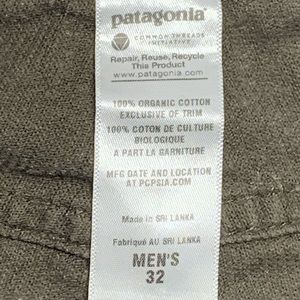 patagonia
COMMON THREADS
INITIATIVE
Repair, Reuse, Recycle
This Product
www.patagonia.com
100% ORGANIC COTTON
EXCLUSIVE OF TRIM
100% COTON DE CULTURE
BIOLOGIQUE
A PART LA GARNITURE
MFG DATE AND LOCATION
AT PCPSIA.COM
Made in SRI LANKA
Fabriqué AU SRI LANKA
MEN'S
32